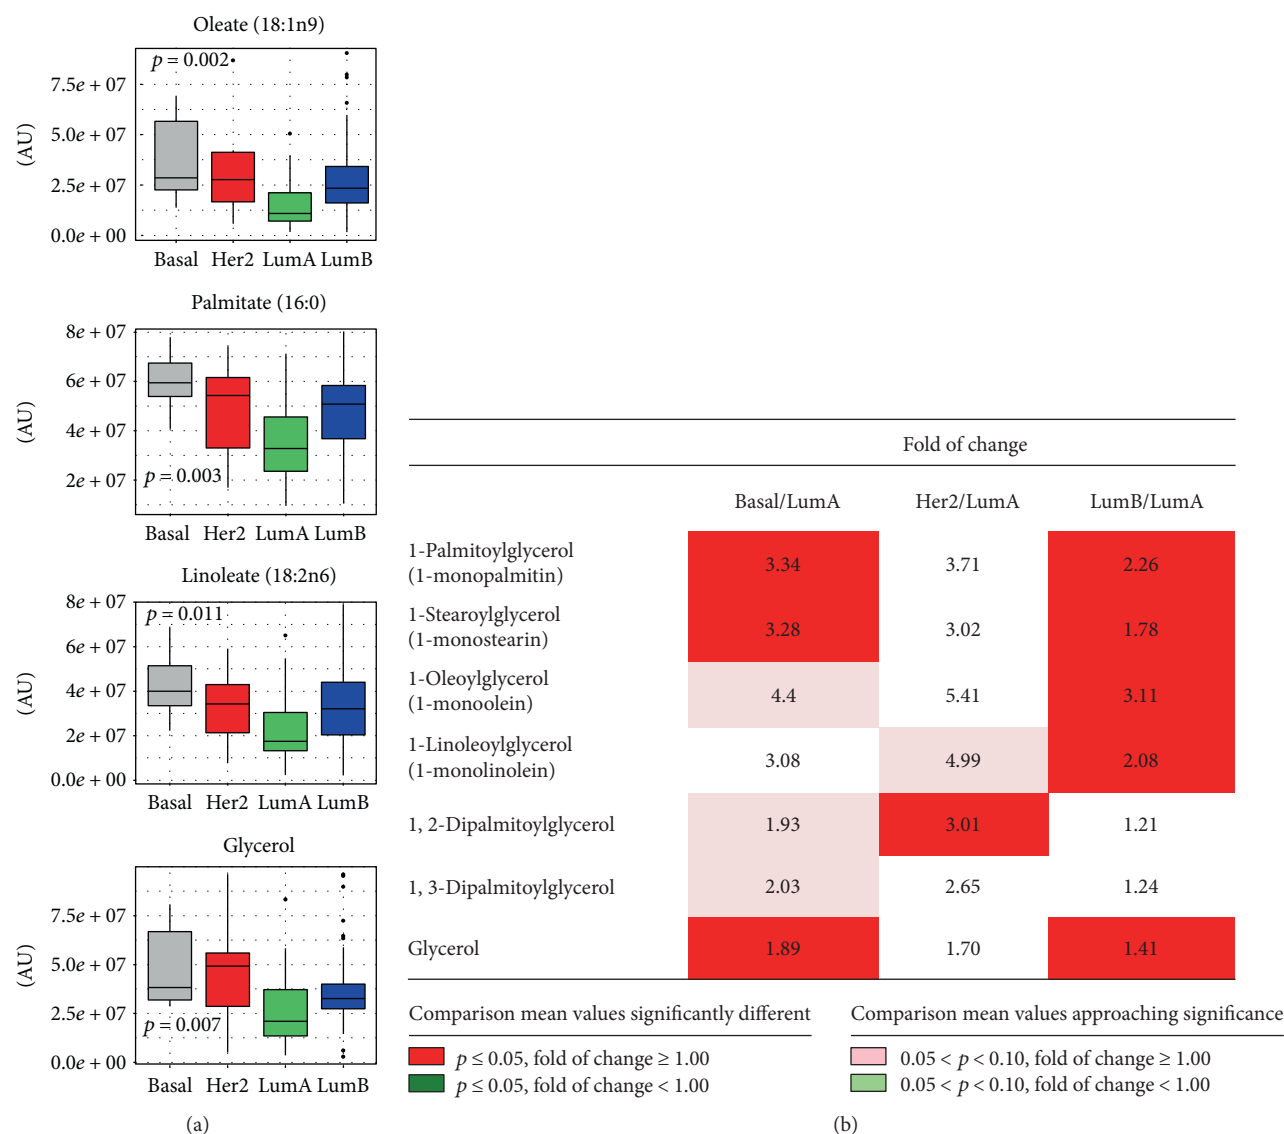 Oleate (18:1n9)
p = 0.002
7.5e + 07
5.0e + 07
2.5e + 07
0.0e + 00
(AU)
Basal Her2 LumA LumB
Palmitate (16:0)
8e + 07
6e + 07
4e + 07
2e + 07
(AU)
p = 0.003
Basal Her2 LumA LumB
Linoleate (18:2n6)
p = 0.011
8e + 07
6e + 07
4e + 07
2e + 07
0.0e + 00
(AU)
Basal Her2 LumA LumB
Glycerol
7.5e + 07
5.0e + 07
2.5e + 07
0.0e + 00
(AU)
p = 0.007
Basal Her2 LumA LumB
(a)
Fold of change
Basal/LumA Her2/LumA LumB/LumA
1-Palmitoylglycerol
(1-monopalmitin) 3.34 3.71 2.26
1-Stearoylglycerol
(1-monostearin) 3.28 3.02 1.78
1-Oleoylglycerol
(1-monoolein) 4.4 5.41 3.11
1-Linoleoylglycerol
(1-monolinolein) 3.08 4.99 2.08
1, 2-Dipalmitoylglycerol 1.93 3.01 1.21
1, 3-Dipalmitoylglycerol 2.03 2.65 1.24
Glycerol 1.89 1.70 1.41
Comparison mean values significantly different
p ≤ 0.05, fold of change ≥ 1.00
p ≤ 0.05, fold of change < 1.00
Comparison mean values approaching significance
0.05 < p < 0.10, fold of change ≥ 1.00
0.05 < p < 0.10, fold of change < 1.00
(b)